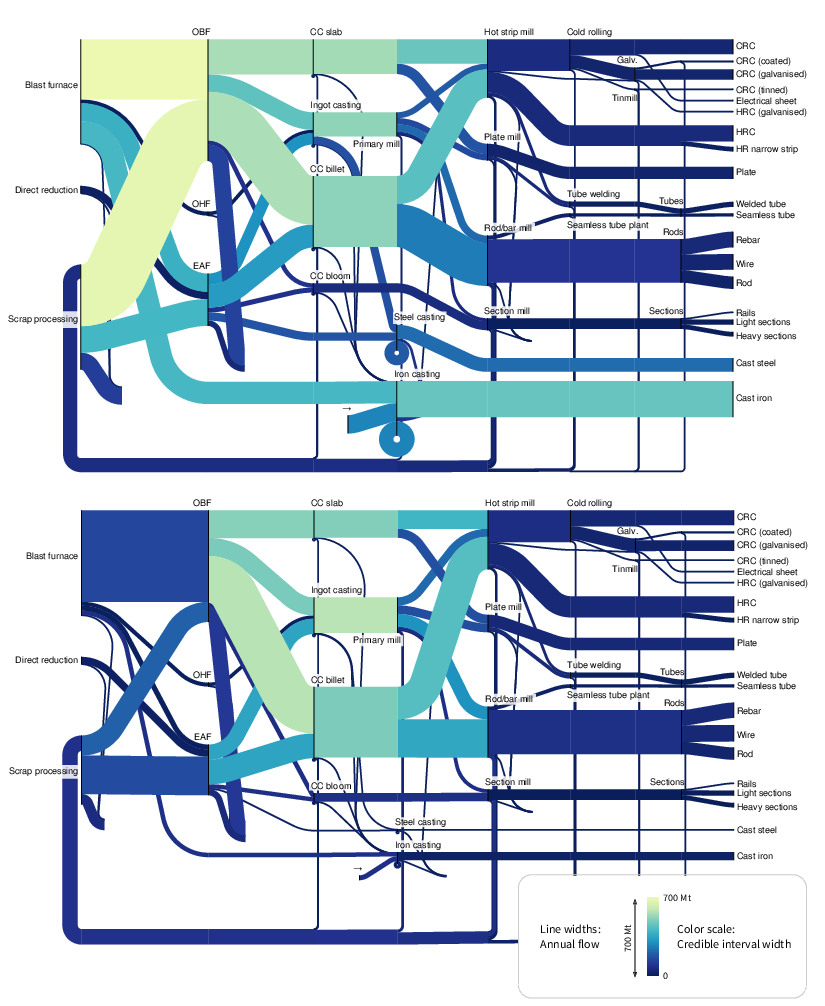 OBF
CC slab
Hot strip mill
Cold rolling
CRC
Galv.
CRC (coated)
CRC (galvanised)
Blast furnace
CRC (tinned)
Tinmill
Electrical sheet
Ingot casting
HRC (galvanised)
HRC
Plate mill
Primary mill
HR narrow strip
CC billet
Plate
Direct reduction
Tube welding
Tubes
OHF
Welded tube
Seamless tube
Rod/bar mill
Seamless tube plant
Rods
Rebar
EAF
Wire
CC bloom
Rod
Section mill
Sections
Rails
Scrap processing
Steel casting
Light sections
Heavy sections
Cast steel
Iron casting
Cast iron
→
OBF
CC slab
Hot strip mill
Cold rolling
CRC
Galv.
CRC (coated)
CRC (galvanised)
Blast furnace
CRC (tinned)
Tinmill
Electrical sheet
HRC (galvanised)
Ingot casting
HRC
Plate mill
HR narrow strip
Primary mill
Plate
Direct reduction
Tube welding
OHF
CC billet
Tubes
Welded tube
Seamless tube
Seamless tube plant
Rod/bar mill
Rods
Rebar
EAF
Wire
Rod
Scrap processing
Section mill
Sections
Rails
CC bloom
Light sections
Heavy sections
Steel casting
Cast steel
Iron casting
Cast iron
→
700 Mt
Line widths:
Annual flow
700 Mt
Color scale:
Credible interval width
0